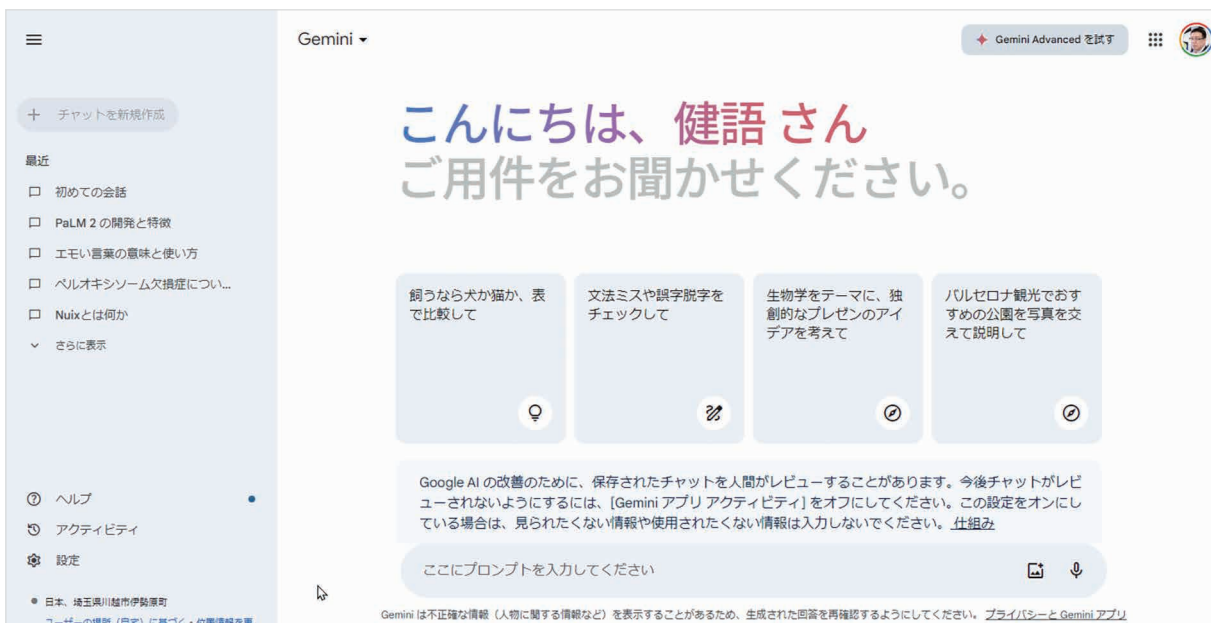 Gemini
Gemini Advanced を試す
チャットを新規作成
最近
初めての会話
PaLM 2 の開発と特徴
エモい言葉の意味と使い方
ペルオキシソーム欠損症につい...
Nuixとは何か
さらに表示
ヘルプ
アクティビティ
設定
日本、埼玉県川越市伊勢原町
ユーザーの場所（自宅）に基づく・位置情報を更
こんにちは、健語 さん
ご用件をお聞かせください。
飼うなら犬か猫か、表
で比較して
文法ミスや誤字脱字を
チェックして
生物学をテーマに、独
創的なプレゼンのアイ
デアを考えて
バルセロナ観光でおす
すめの公園を写真を交
えて説明して
Google AI の改善のために、保存されたチャットを人間がレビューすることがあります。今後チャットがレビ
ューされないようにするには、[Gemini アプリ アクティビティ] をオフにしてください。この設定をオンにし
ている場合は、見られたくない情報や使用されたくない情報は入力しないでください。 仕組み
ここにプロンプトを入力してください
Gemini は不正確な情報（人物に関する情報など）を表示することがあるため、生成された回答を再確認するようにしてください。 プライバシーと Gemini アプリ